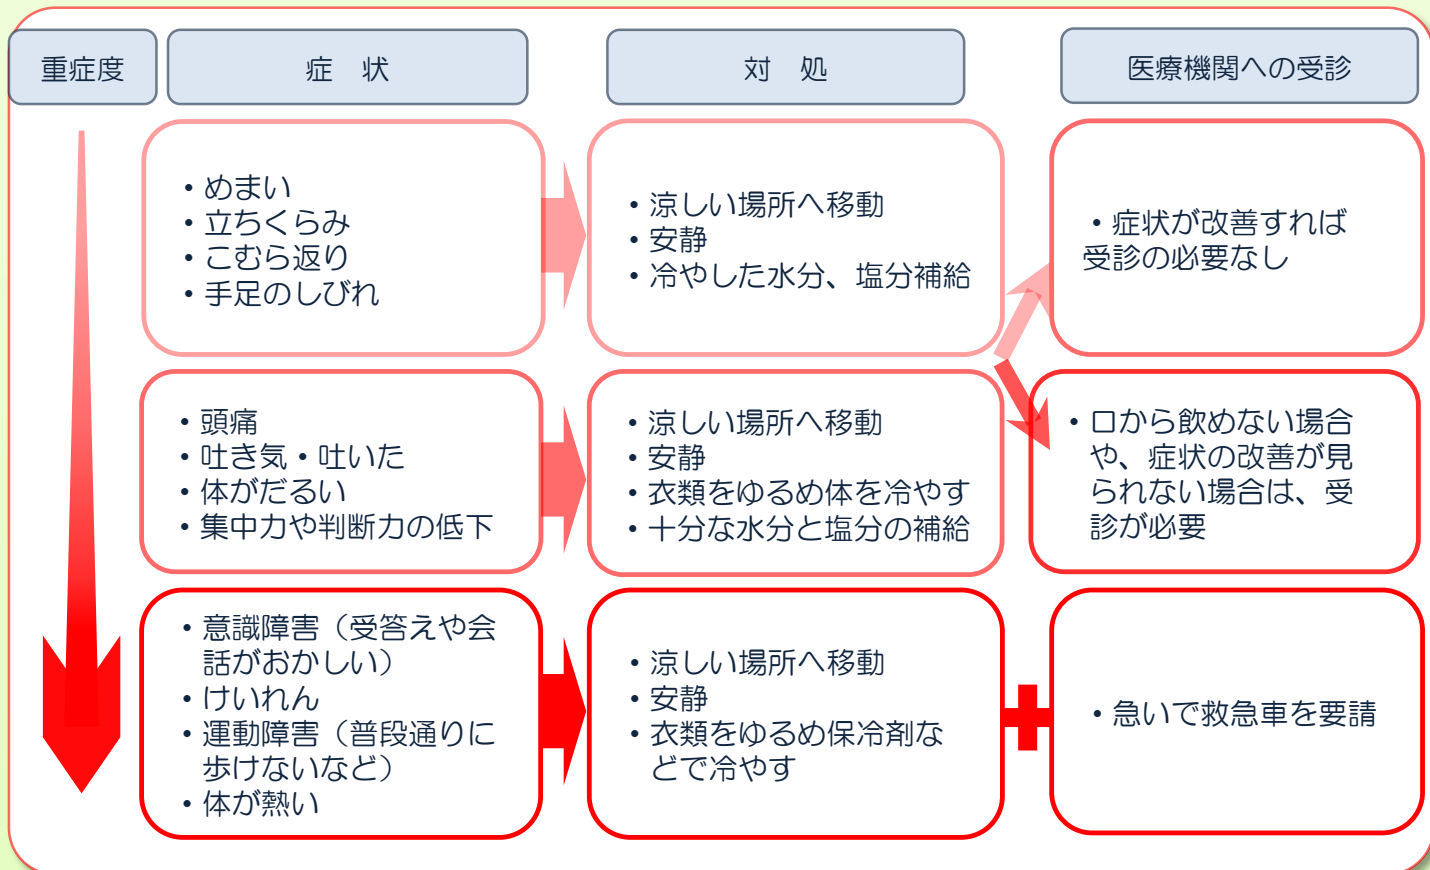 重症度
症　状
対　処
医療機関への受診
・めまい
・立ちくらみ
・こむら返り
・手足のしびれ
・涼しい場所へ移動
・安静
・冷やした水分、塩分補給
・症状が改善すれば
受診の必要なし
・頭痛
・吐き気・吐いた
・体がだるい
・集中力や判断力の低下
・涼しい場所へ移動
・安静
・衣類をゆるめ体を冷やす
・十分な水分と塩分の補給
・口から飲めない場合
や、症状の改善が見
られない場合は、受
診が必要
・意識障害（受答えや会
話がおかしい）
・けいれん
・運動障害（普段通りに
歩けないなど）
・体が熱い
・涼しい場所へ移動
・安静
・衣類をゆるめ保冷剤な
どで冷やす
・急いで救急車を要請